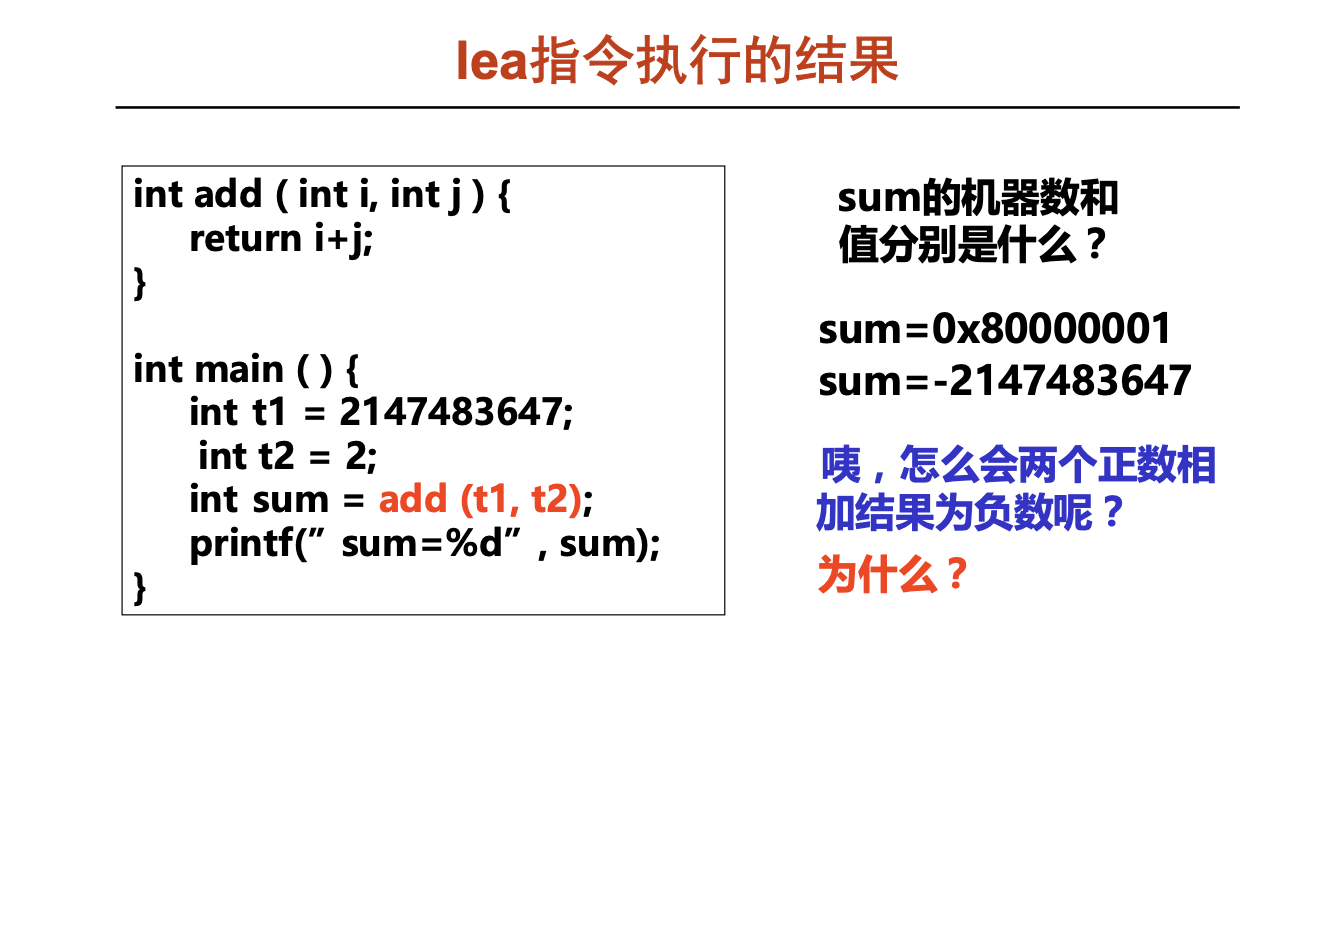 lea指令执行的结果
int add ( int i, int j ) {
return i+j;
}
int main ( ) {
int t1 = 2147483647;
int t2 = 2;
int sum = add (t1, t2);
printf(” sum=%d” , sum);
}
sum的机器数和
值分别是什么？
sum=0x80000001
sum=-2147483647
咦，怎么会两个正数相
加结果为负数呢？
为什么？